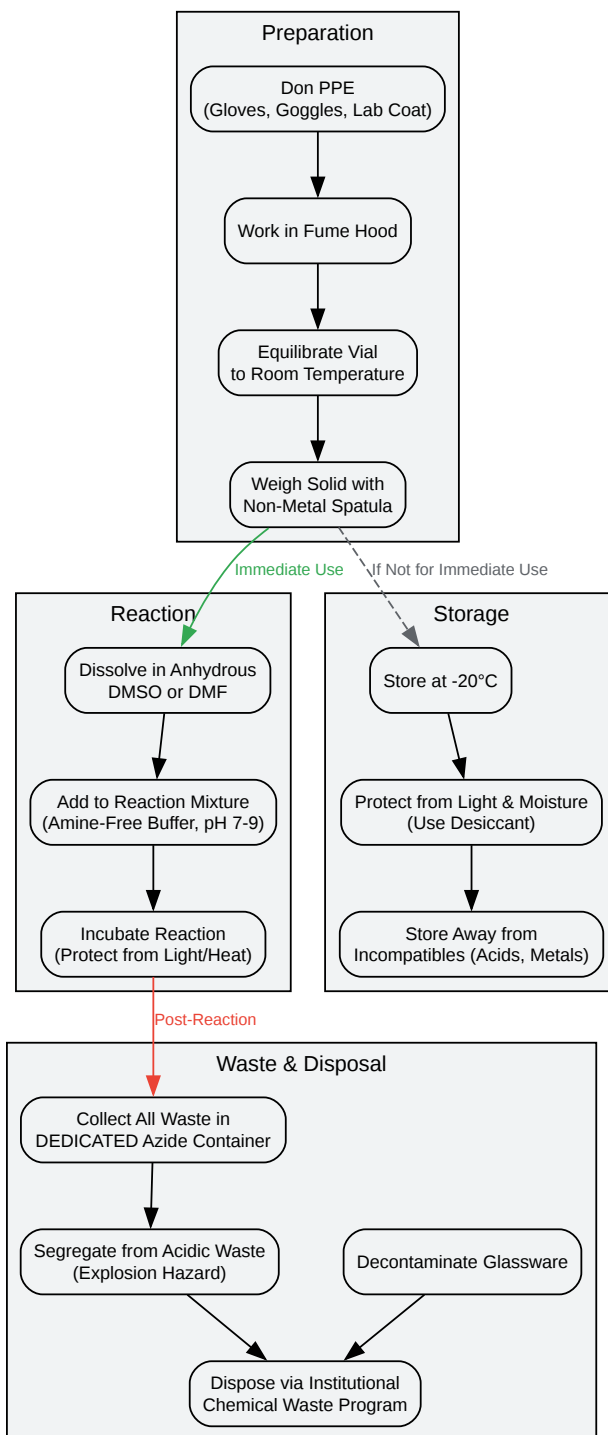 Preparation
Don PPE
(Gloves, Goggles, Lab Coat)
Work in Fume Hood
Equilibrate Vial
to Room Temperature
Weigh Solid with
Non-Metal Spatula
Immediate Use
If Not for Immediate Use
Reaction
Dissolve in Anhydrous
DMSO or DMF
Add to Reaction Mixture
(Amine-Free Buffer, pH 7-9)
Incubate Reaction
(Protect from Light/Heat)
Storage
Store at -20°C
Protect from Light & Moisture
(Use Desiccant)
Store Away from
Incompatibles (Acids, Metals)
Post-Reaction
Waste & Disposal
Collect All Waste in
DEDICATED Azide Container
Segregate from Acidic Waste
(Explosion Hazard)
Decontaminate Glassware
Dispose via Institutional
Chemical Waste Program